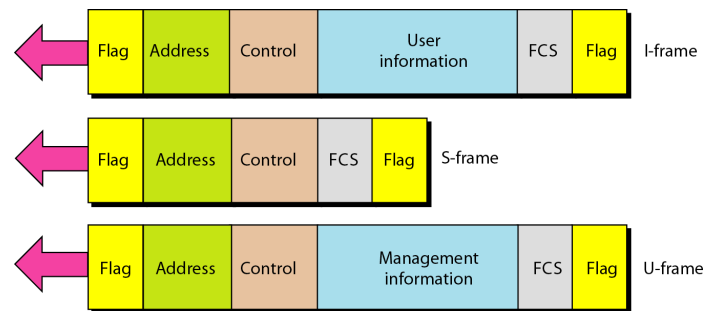 Flag Address Control User information FCS Flag I-frame
Flag Address Control FCS Flag S-frame
Flag Address Control Management information FCS Flag U-frame